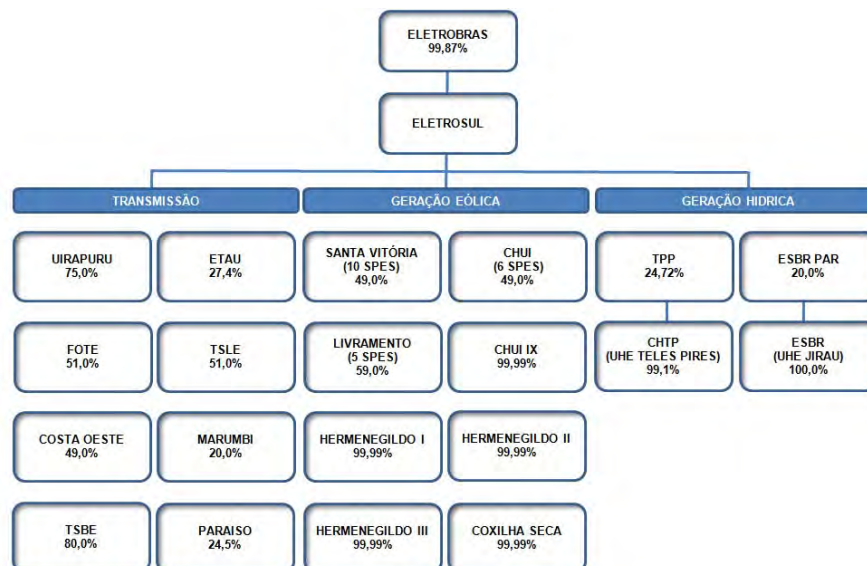 ELETROBRAS
99,87%
ELETROSUL
TRANSMISSÃO
GERAÇÃO EÓLICA
GERAÇÃO HIDRICA
UIRAPURU
75,0%
ETAU
27,4%
SANTA VITÓRIA
(10 SPES)
49,0%
CHUI
(6 SPES)
49,0%
TPP
24,72%
ESBR PAR
20,0%
FOTE
51,0%
TSLE
51,0%
LIVRAMENTO
(5 SPES)
59,0%
CHUI IX
99,99%
CHTP
(UHE TELES PIRES)
99,1%
ESBR
(UHE JIRAU)
100,0%
COSTA OESTE
49,0%
MARUMBI
20,0%
HERMENEGILDO I
99,99%
HERMENEGILDO II
99,99%
TSBE
80,0%
PARAISO
24,5%
HERMENEGILDO III
99,99%
COXILHA SECA
99,99%